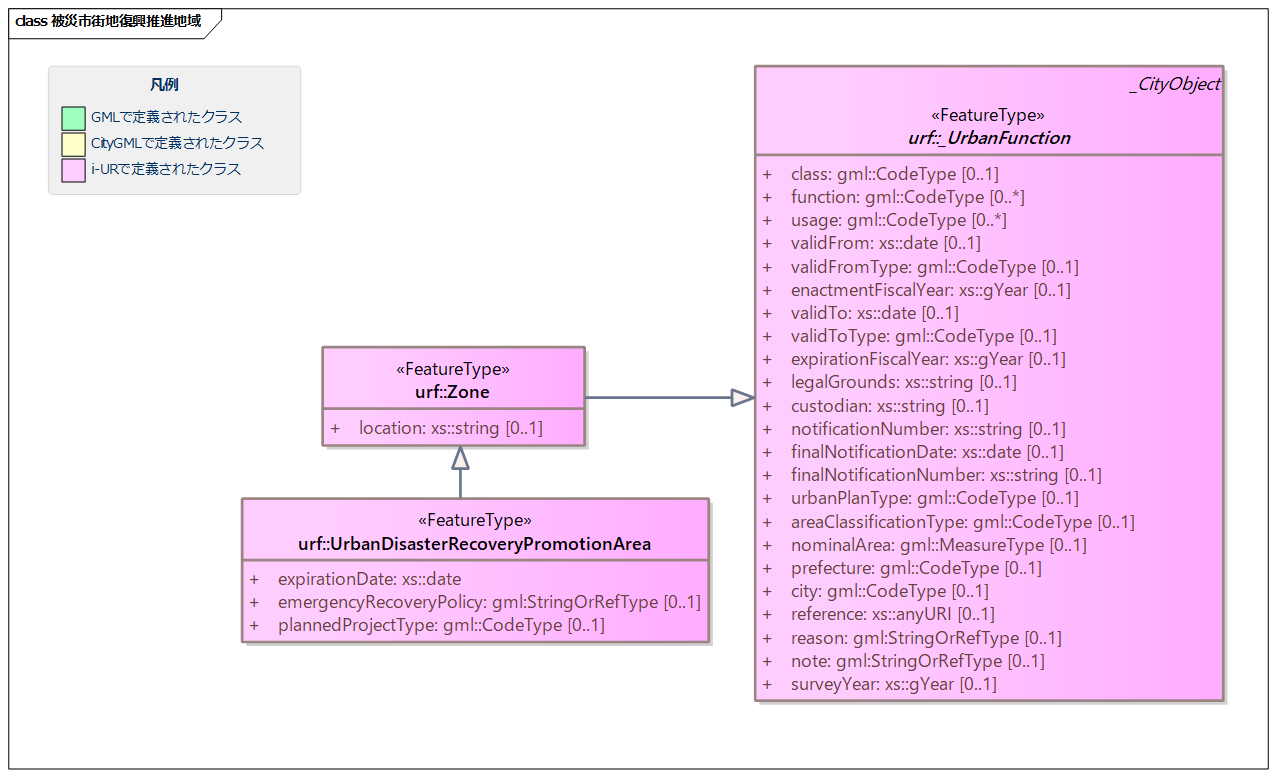 class 被災市街地復興推進地域
凡例
GMLで定義されたクラス
CityGMLで定義されたクラス
i-URで定義されたクラス
_CityObject
«FeatureType»
urf::_UrbanFunction
+ class: gml::CodeType [0..1]
+ function: gml::CodeType [0..*]
+ usage: gml::CodeType [0..*]
+ validFrom: xs::date [0..1]
+ validFromType: gml::CodeType [0..1]
+ enactmentFiscalYear: xs::gYear [0..1]
+ validTo: xs::date [0..1]
+ validToType: gml::CodeType [0..1]
+ expirationFiscalYear: xs::gYear [0..1]
+ legalGrounds: xs::string [0..1]
+ custodian: xs::string [0..1]
+ notificationNumber: xs::string [0..1]
+ finalNotificationDate: xs::date [0..1]
+ finalNotificationNumber: xs::string [0..1]
+ urbanPlanType: gml::CodeType [0..1]
+ areaClassificationType: gml::CodeType [0..1]
+ nominalArea: gml::MeasureType [0..1]
+ prefecture: gml::CodeType [0..1]
+ city: gml::CodeType [0..1]
+ reference: xs::anyURI [0..1]
+ reason: gml:StringOrRefType [0..1]
+ note: gml:StringOrRefType [0..1]
+ surveyYear: xs::gYear [0..1]
«FeatureType»
urf::Zone
+ location: xs::string [0..1]
«FeatureType»
urf::UrbanDisasterRecoveryPromotionArea
+ expirationDate: xs::date
+ emergencyRecoveryPolicy: gml:StringOrRefType [0..1]
+ plannedProjectType: gml::CodeType [0..1]